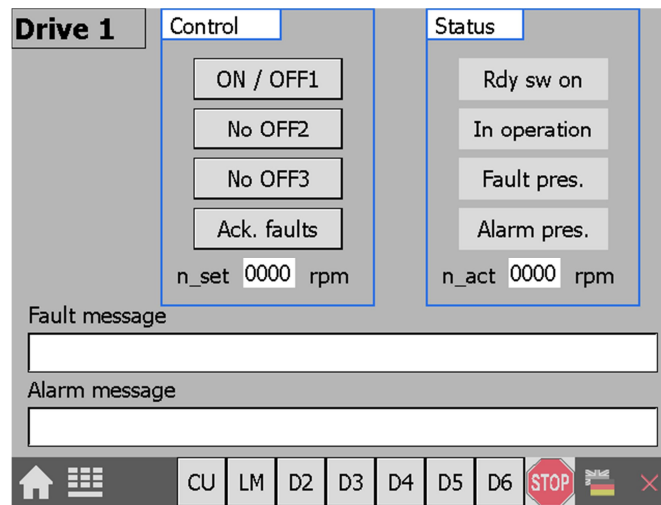 Drive 1
Control
ON / OFF1
No OFF2
No OFF3
Ack. faults
n_set 0000 rpm
Status
Rdy sw on
In operation
Fault pres.
Alarm pres.
n_act 0000 rpm
Fault message
Alarm message
CU LM D2 D3 D4 D5 D6 STOP